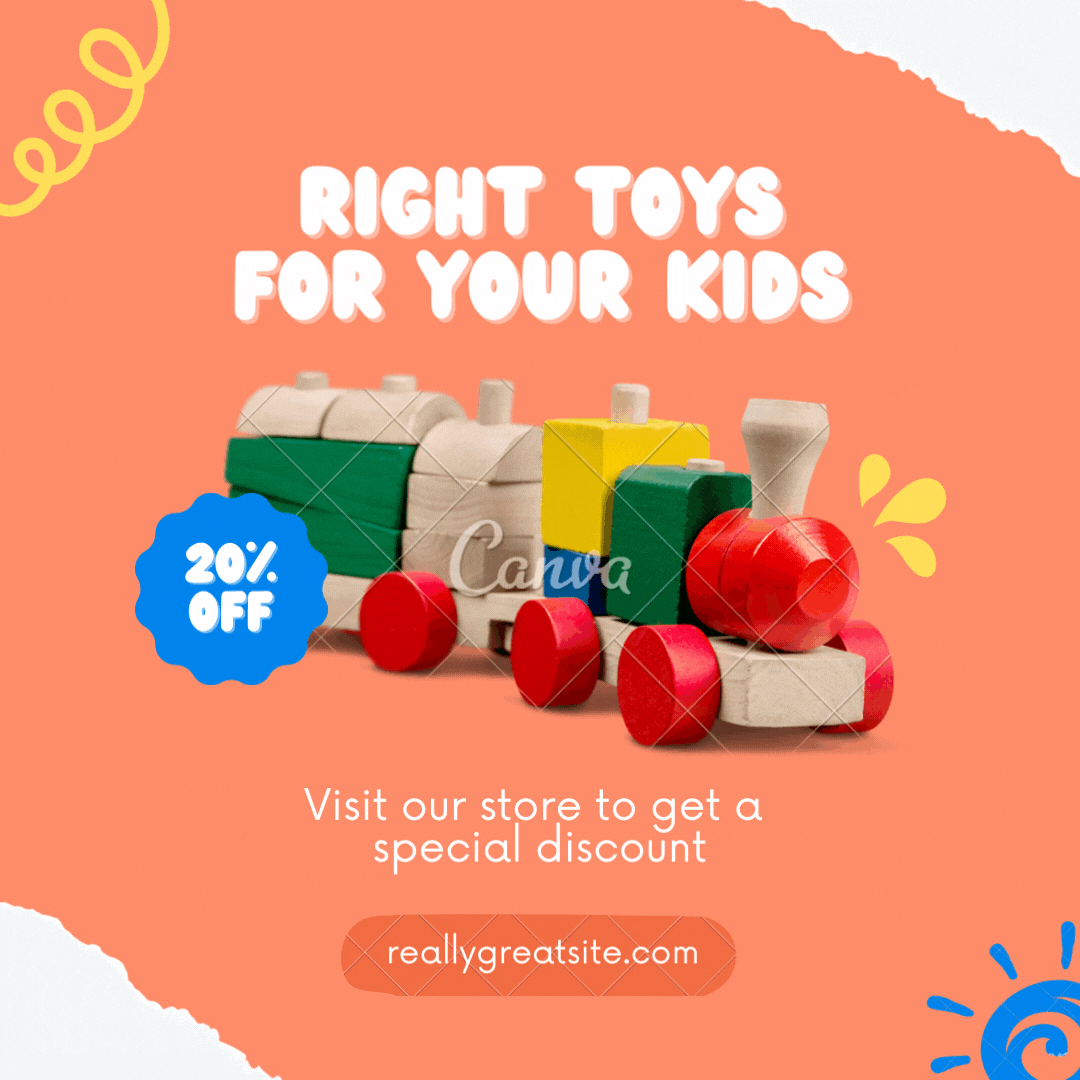 RIGHT TOYS
FOR YOUR KIDS
Canva
20%
OFF
Visit our store to get a
special discount
reallygreatsite.com